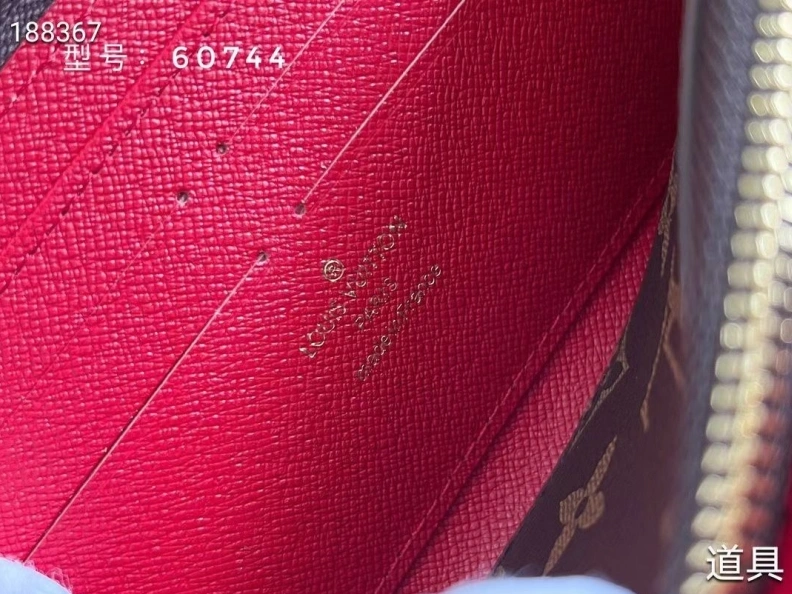 188367
型号：60744
LOUIS VUITTON
PARIS
made in France
道具